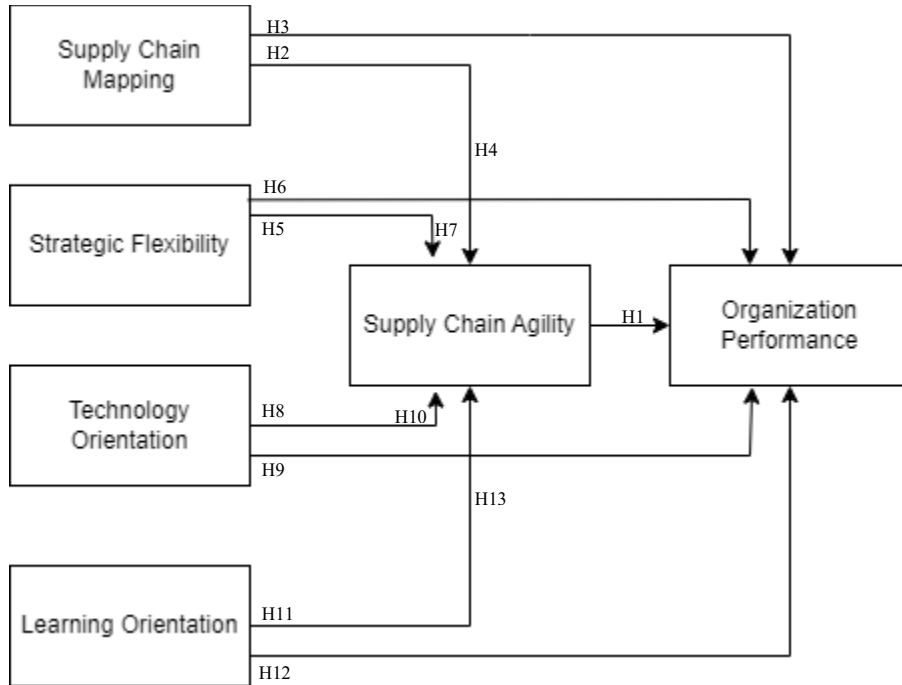 H3
Supply Chain
Mapping
H2
H4
H6
Strategic Flexibility
H5
H7
Supply Chain Agility
H1
Organization
Performance
Technology
Orientation
H8
H10
H9
H13
Learning Orientation
H11
H12